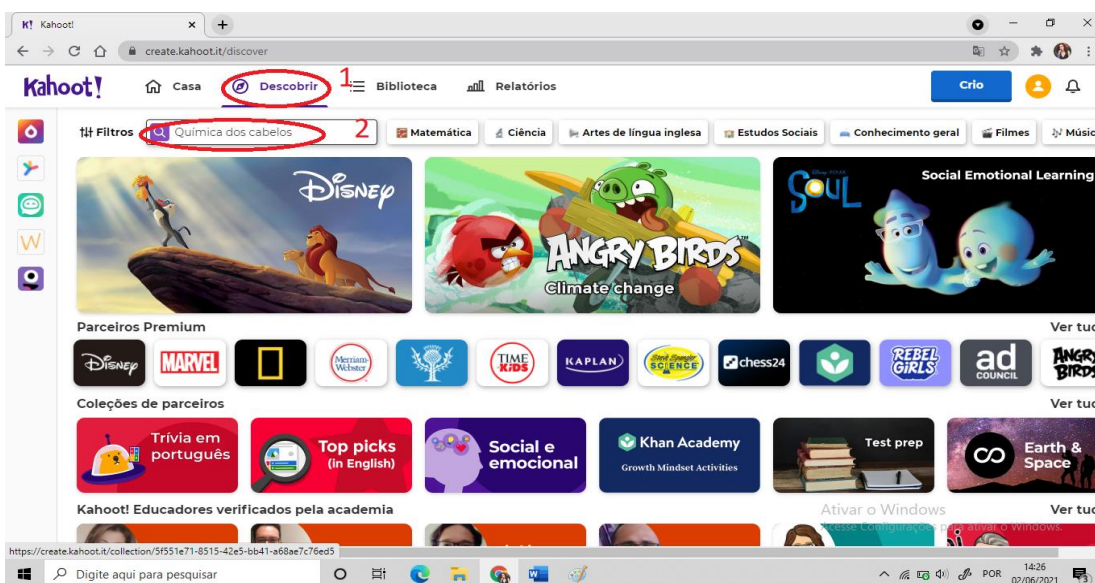 K! Kahoot!
create.kahoot.it/discover
Kahoot!
Casa
Descobrir
1
Biblioteca
Relatórios
Crio
Filtros
Química dos cabelos
2
Matemática
Ciência
Artes de língua inglesa
Estudos Sociais
Conhecimento geral
Filmes
Músic
W
DISNEY
ANGRY BIRDS
Climate change
SOUL
Social Emotional Learning
Parceiros Premium
Ver tud
DISNEY
MARVEL
Merriam-
Webster
TIME
for
KiDS
KAPLAN
Steve Spangler
SCIENCE
chess24
REBEL
GiRLS
ad
COUNCIL
ANGRY
BIRDS
Coleções de parceiros
Ver tud
Trívia em
português
Top picks
(in English)
Social e
emocional
Khan Academy
Growth Mindset Activities
Test prep
Earth &
Space
Kahoot! Educadores verificados pela academia
Ver tud
Ativar o Windows
Acesse Configurações para ativar o Windows.
https://create.kahoot.it/collection/5f551e71-8515-42e5-bb41-a68ae7c76ed5
Digite aqui para pesquisar
POR
14:26
02/06/2021
3